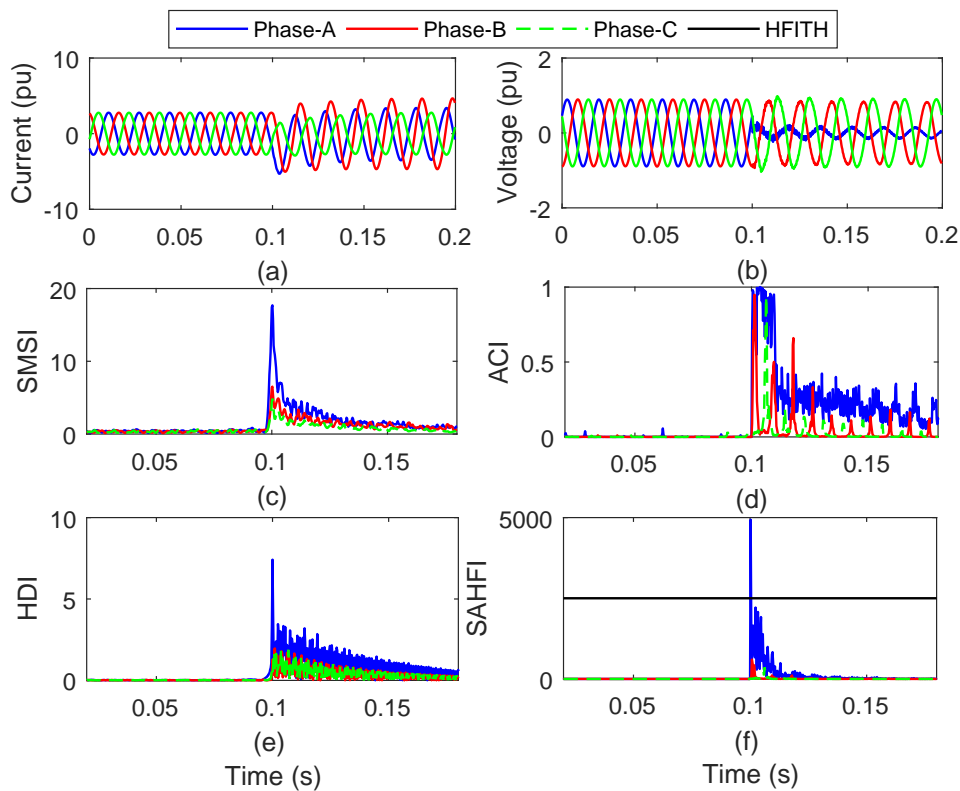 Phase-A Phase-B Phase-C HFITH
Current (pu)
10
0
-10
0 0.05 0.1 0.15 0.2
(a)
Voltage (pu)
2
0
-2
0 0.05 0.1 0.15 0.2
(b)
SMSI
20
10
0
0.05 0.1 0.15
(c)
ACI
1
0.5
0
0.05 0.1 0.15
(d)
HDI
10
5
0
0.05 0.1 0.15
(e)
Time (s)
SAHFI
5000
0
0.05 0.1 0.15
(f)
Time (s)